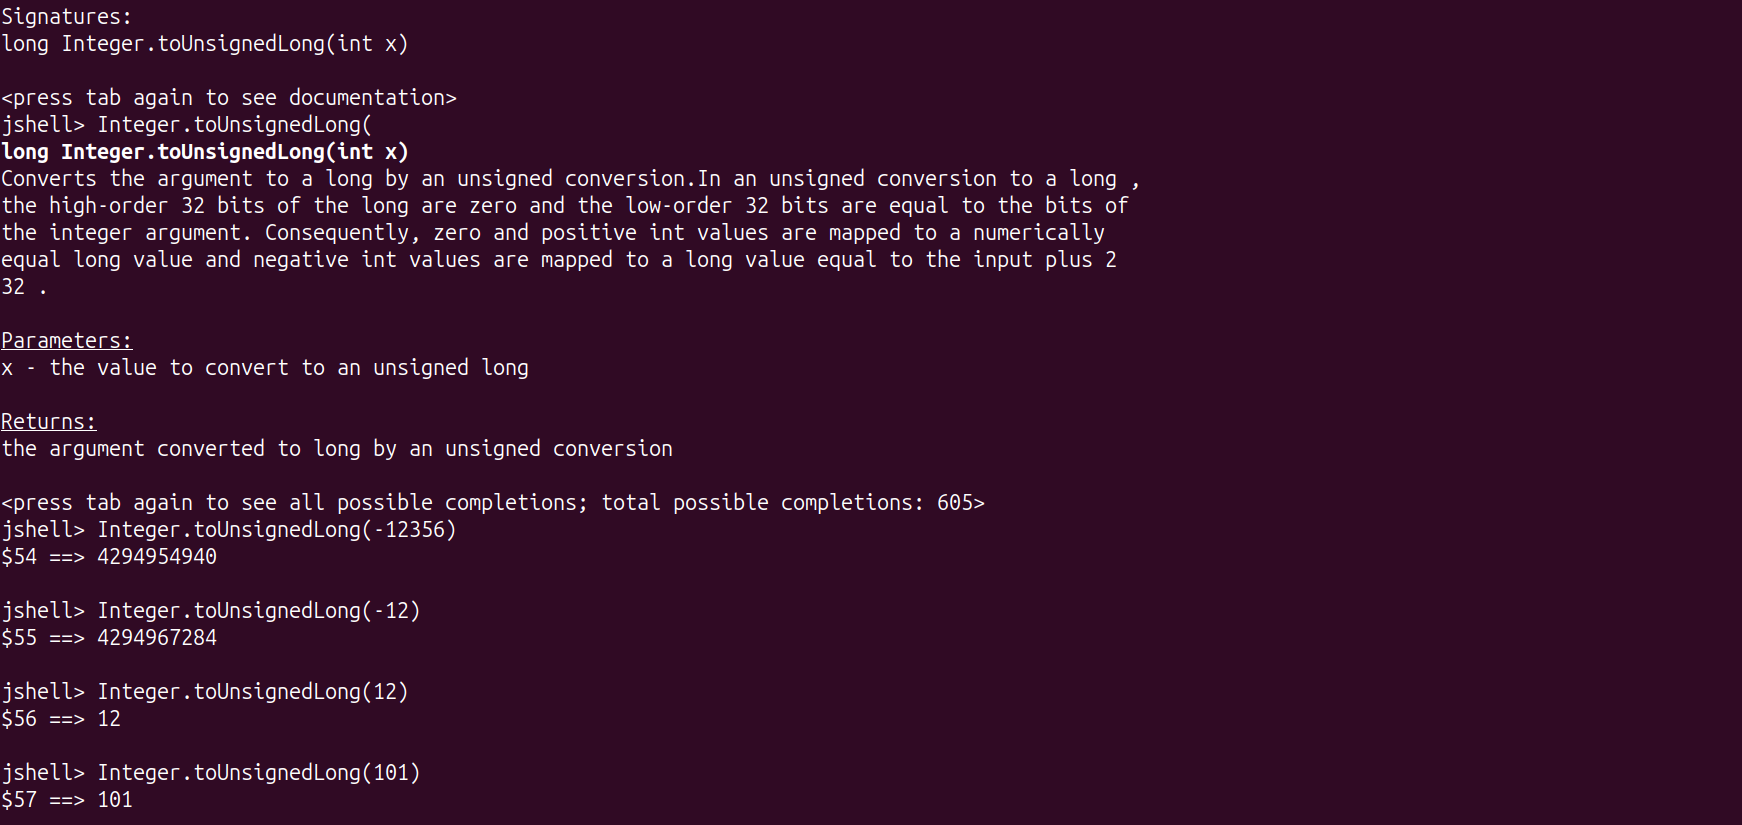 Signatures:
long Integer.toUnsignedLong(int x)
<press tab again to see documentation>
jshell> Integer.toUnsignedLong(
long Integer.toUnsignedLong(int x)
Converts the argument to a long by an unsigned conversion.In an unsigned conversion to a long ,
the high-order 32 bits of the long are zero and the low-order 32 bits are equal to the bits of
the integer argument. Consequently, zero and positive int values are mapped to a numerically
equal long value and negative int values are mapped to a long value equal to the input plus 2
32 .
Parameters:
x - the value to convert to an unsigned long
Returns:
the argument converted to long by an unsigned conversion
<press tab again to see all possible completions; total possible completions: 605>
jshell> Integer.toUnsignedLong(-12356)
$54 ==> 4294954940
jshell> Integer.toUnsignedLong(-12)
$55 ==> 4294967284
jshell> Integer.toUnsignedLong(12)
$56 ==> 12
jshell> Integer.toUnsignedLong(101)
$57 ==> 101